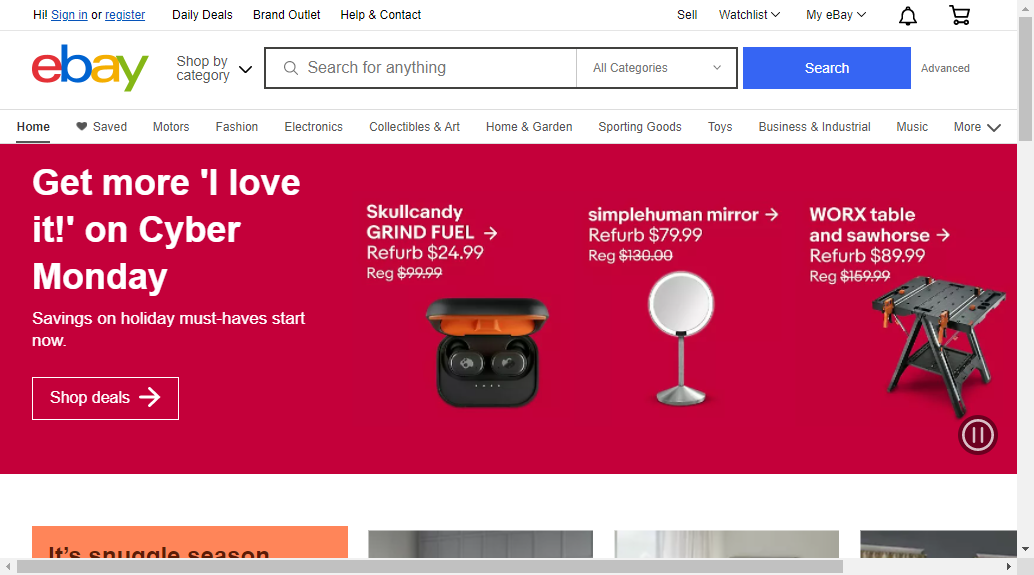 Hi! Sign in or register
Daily Deals
Brand Outlet
Help & Contact
Sell
Watchlist
My eBay
ebay
Shop by
category
Search for anything
All Categories
Search
Advanced
Home
Saved
Motors
Fashion
Electronics
Collectibles & Art
Home & Garden
Sporting Goods
Toys
Business & Industrial
Music
More
Get more 'I love
it!' on Cyber
Monday
Savings on holiday must-haves start
now.
Shop deals
Skullcandy
GRIND FUEL
Refurb $24.99
Reg $99.99
simplehuman mirror
Refurb $79.99
Reg $130.00
WORX table
and sawhorse
Refurb $89.99
Reg $159.99
It's snuggle season